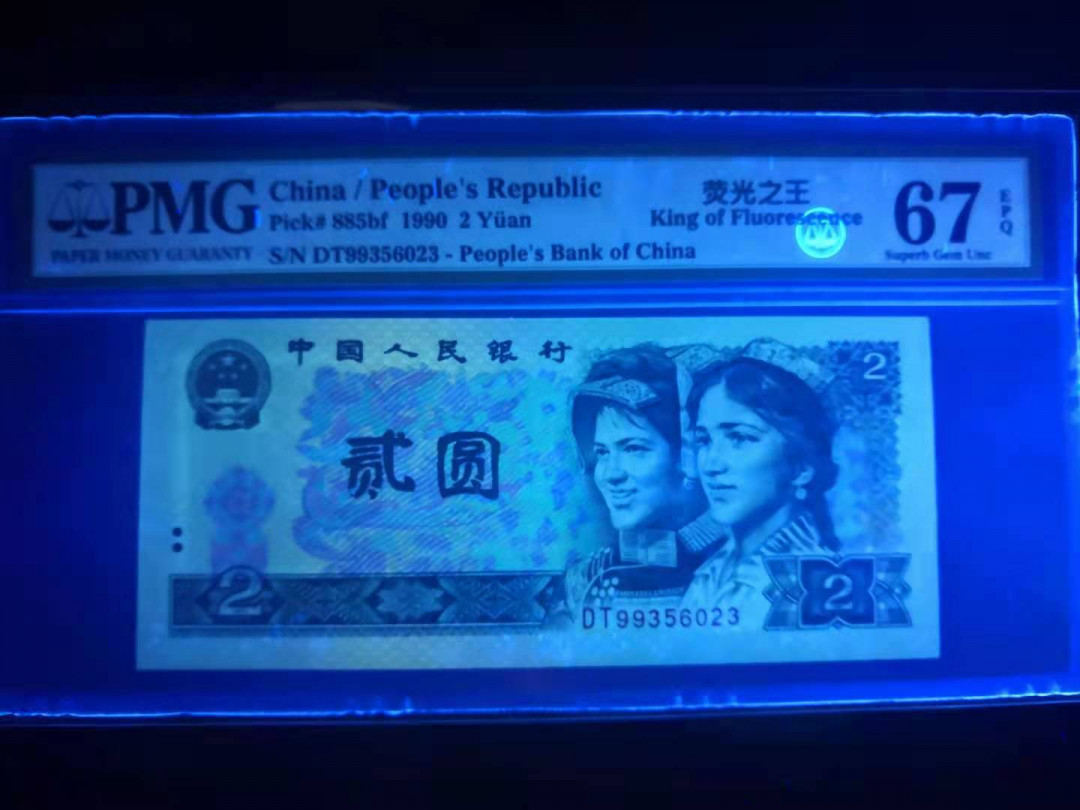 PMG
PAPER MONEY GUARANTY
China / People's Republic
Pick# 885bf 1990 2 Yüan
S/N DT99356023 - People's Bank of China
荧光之王
King of Fluorescence
67
EPQ
Superb Gem Unc
中国人民银行
2
贰圆
2
2
DT99356023